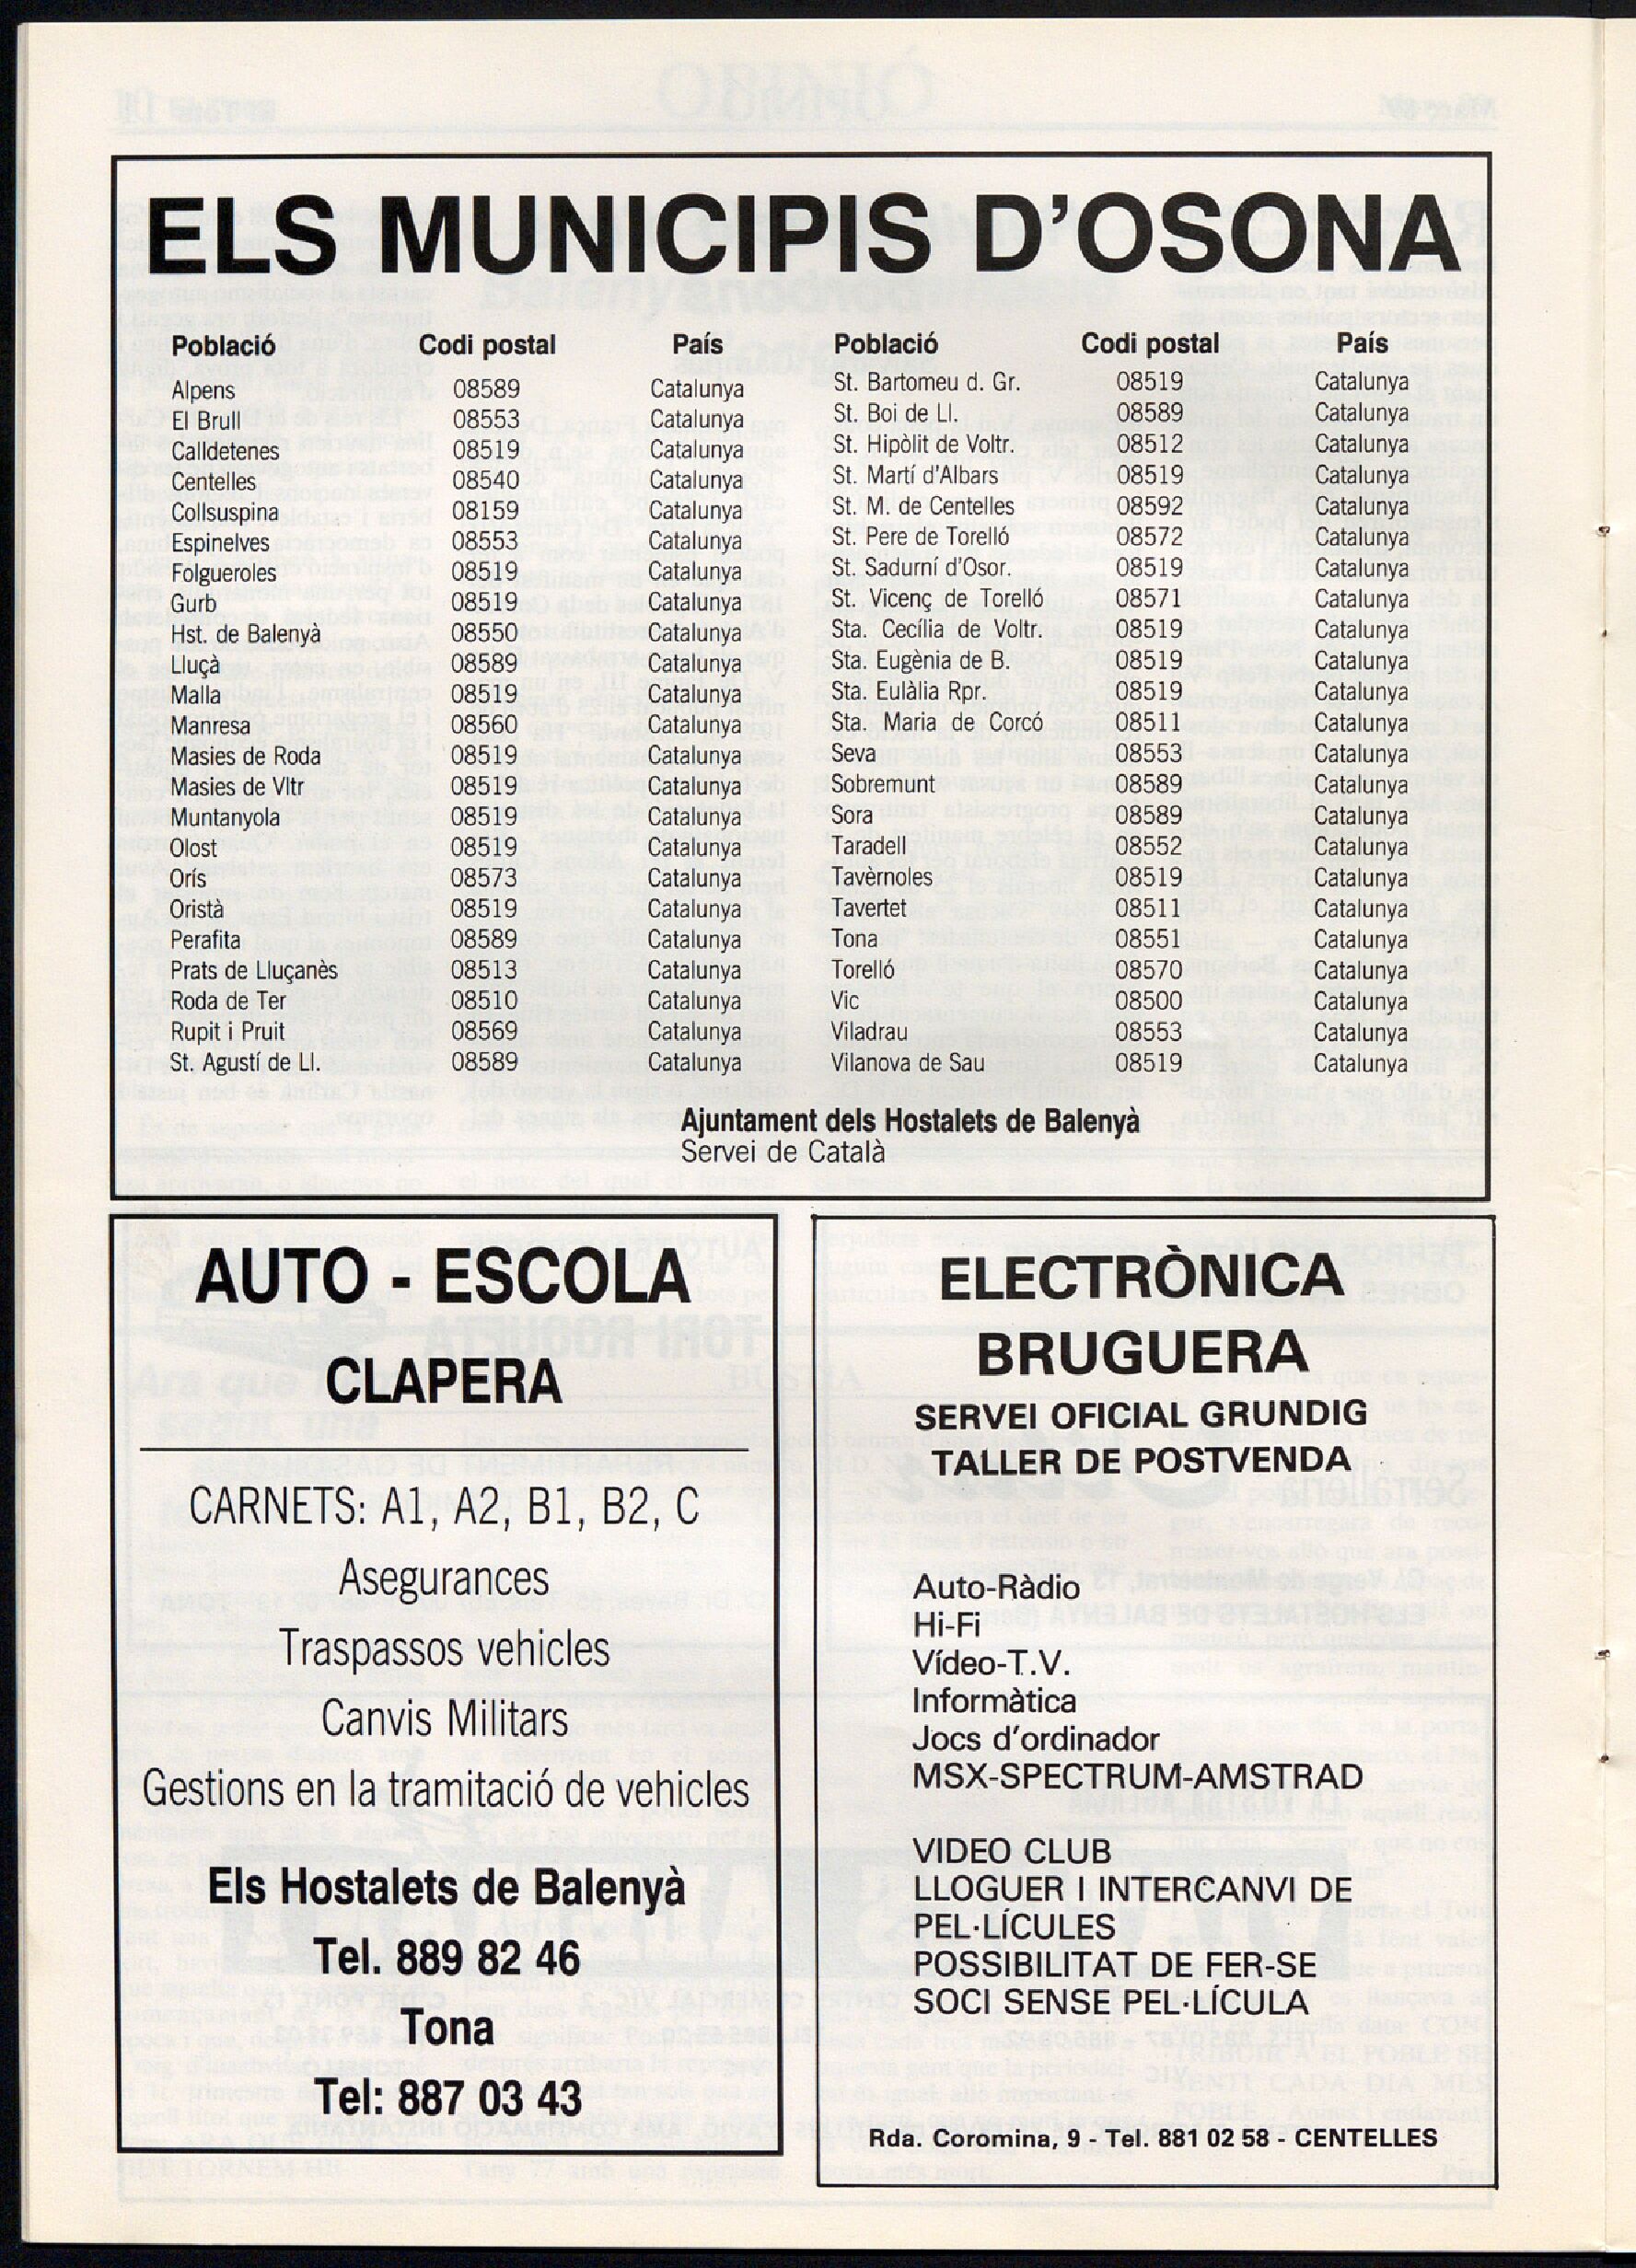 ELS MUNICIPIS D'OSONA
Població Codi postal País
Alpens 08589 Catalunya
El Brull 08553 Catalunya
Calldetenes 08519 Catalunya
Centelles 08540 Catalunya
Collsuspina 08159 Catalunya
Espinelves 08553 Catalunya
Folgueroles 08519 Catalunya
Gurb 08519 Catalunya
Hst. de Balenyà 08550 Catalunya
Lluçà 08589 Catalunya
Malla 08519 Catalunya
Manresa 08560 Catalunya
Masies de Roda 08519 Catalunya
Masies de Vltr 08519 Catalunya
Muntanyola 08519 Catalunya
Olost 08519 Catalunya
Orís 08573 Catalunya
Oristà 08519 Catalunya
Perafita 08589 Catalunya
Prats de Lluçanès 08513 Catalunya
Roda de Ter 08510 Catalunya
Rupit i Pruit 08569 Catalunya
St. Agustí de Ll. 08589 Catalunya
Població Codi postal País
St. Bartomeu d. Gr. 08519 Catalunya
St. Boi de Ll. 08589 Catalunya
St. Hipòlit de Voltr. 08512 Catalunya
St. Martí d'Albars 08519 Catalunya
St. M. de Centelles 08592 Catalunya
St. Pere de Torelló 08572 Catalunya
St. Sadurní d'Osor. 08519 Catalunya
St. Vicenç de Torelló 08571 Catalunya
Sta. Cecília de Voltr. 08519 Catalunya
Sta. Eugènia de B. 08519 Catalunya
Sta. Eulàlia Rpr. 08519 Catalunya
Sta. Maria de Corcó 08511 Catalunya
Seva 08553 Catalunya
Sobremunt 08589 Catalunya
Sora 08589 Catalunya
Taradell 08552 Catalunya
Tavèrnoles 08519 Catalunya
Tavertet 08511 Catalunya
Tona 08551 Catalunya
Torelló 08570 Catalunya
Vic 08500 Catalunya
Viladrau 08553 Catalunya
Vilanova de Sau 08519 Catalunya
Ajuntament dels Hostalets de Balenyà
Servei de Català
AUTO - ESCOLA
CLAPERA
CARNETS: A1, A2, B1, B2, C
Asegurances
Traspassos vehicles
Canvis Militars
Gestions en la tramitació de vehicles
Els Hostalets de Balenyà
Tel. 889 82 46
Tona
Tel: 887 03 43
ELECTRÒNICA
BRUGUERA
SERVEI OFICIAL GRUNDIG
TALLER DE POSTVENDA
Auto-Ràdio
Hi-Fi
Vídeo-T.V.
Informàtica
Jocs d'ordinador
MSX-SPECTRUM-AMSTRAD
VIDEO CLUB
LLOGUER I INTERCANVI DE
PEL·LÍCULES
POSSIBILITAT DE FER-SE
SOCI SENSE PEL·LÍCULA
Rda. Coromina, 9 - Tel. 881 02 58 - CENTELLES